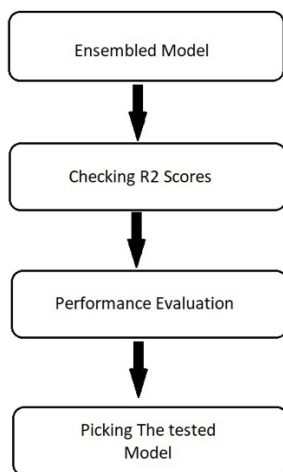 Ensembled Model
Checking R2 Scores
Performance Evaluation
Picking The tested
Model